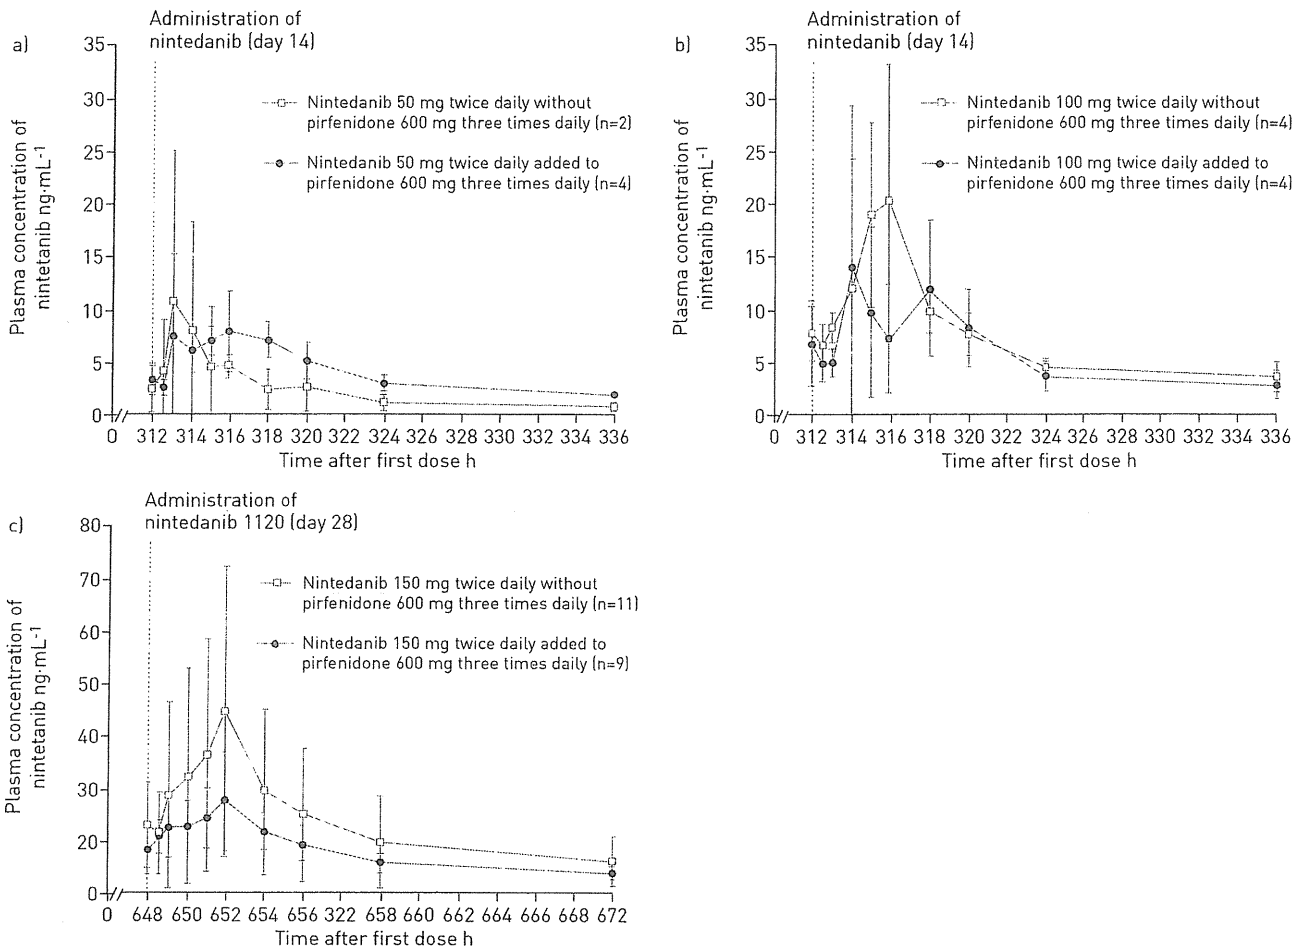 a)
Administration of
nintedanib (day 14)
35
30
25
20
15
10
5
0
Plasma concentration of
nintetanib ng·mL-1
Nintedanib 50 mg twice daily without
pirfenidone 600 mg three times daily (n=2)
Nintedanib 50 mg twice daily added to
pirfenidone 600 mg three times daily (n=4)
0 312 314 316 318 320 322 324 326 328 330 332 334 336
Time after first dose h
b)
Administration of
nintedanib (day 14)
35
30
25
20
15
10
5
0
Plasma concentration of
nintetanib ng·mL-1
Nintedanib 100 mg twice daily without
pirfenidone 600 mg three times daily (n=4)
Nintedanib 100 mg twice daily added to
pirfenidone 600 mg three times daily (n=4)
0 312 314 316 318 320 322 324 326 328 330 332 334 336
Time after first dose h
c)
Administration of
nintedanib 1120 (day 28)
80
70
60
50
40
30
20
0
Plasma concentration of
nintedanib ng·mL-1
Nintedanib 150 mg twice daily without
pirfenidone 600 mg three times daily (n=11)
Nintedanib 150 mg twice daily added to
pirfenidone 600 mg three times daily (n=9)
0 648 650 652 654 656 322 658 660 662 664 666 668 672
Time after first dose h